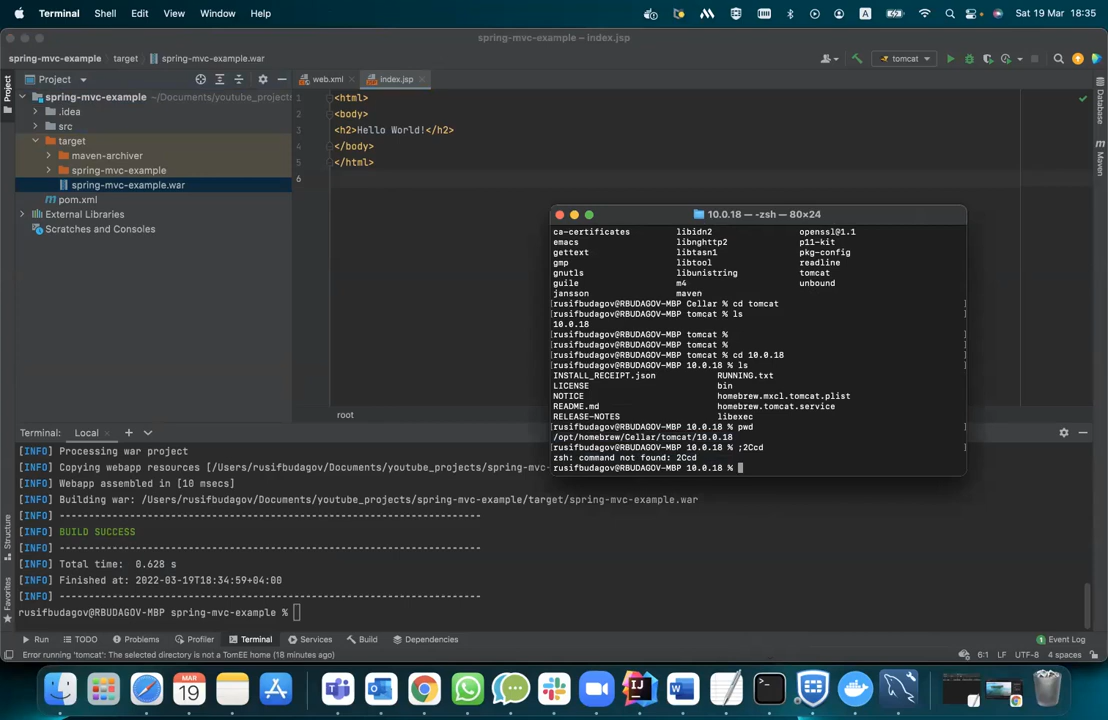 Terminal Shell Edit View Window Help
A
Sat 19 Mar 18:35
spring-mvc-example – index.jsp
spring-mvc-example
target
spring-mvc-example.war
tomcat
Project
Project
web.xml
index.jsp
spring-mvc-example ~/Documents/youtube_projects
.idea
src
target
maven-archiver
spring-mvc-example
spring-mvc-example.war
pom.xml
External Libraries
Scratches and Consoles
1 <html>
2 <body>
3 <h2>Hello World!</h2>
4 </body>
5 </html>
6
Database
Maven
10.0.18 — -zsh — 80×24
ca-certificates libidn2 openssl@1.1
emacs libnghttp2 p11-kit
gettext libtasn1 pkg-config
gmp libtool readline
gnutls libunistring tomcat
guile m4 unbound
jansson maven
[rusifbudagov@RBUDAGOV-MBP Cellar % cd tomcat ]
[rusifbudagov@RBUDAGOV-MBP tomcat % ls ]
10.0.18
[rusifbudagov@RBUDAGOV-MBP tomcat % ]
[rusifbudagov@RBUDAGOV-MBP tomcat % ]
[rusifbudagov@RBUDAGOV-MBP tomcat % cd 10.0.18 ]
[rusifbudagov@RBUDAGOV-MBP 10.0.18 % ls ]
INSTALL_RECEIPT.json RUNNING.txt
LICENSE bin
NOTICE homebrew.mxcl.tomcat.plist
README.md homebrew.tomcat.service
RELEASE-NOTES libexec
[rusifbudagov@RBUDAGOV-MBP 10.0.18 % pwd ]
/opt/homebrew/Cellar/tomcat/10.0.18
[rusifbudagov@RBUDAGOV-MBP 10.0.18 % ;2Ccd ]
zsh: command not found: 2Ccd
rusifbudagov@RBUDAGOV-MBP 10.0.18 %
root
Terminal: Local
[INFO] Processing war project
[INFO] Copying webapp resources [/Users/rusifbudagov/Documents/youtube_projects/spring-mvc-
[INFO] Webapp assembled in [10 msecs]
[INFO] Building war: /Users/rusifbudagov/Documents/youtube_projects/spring-mvc-example/target/spring-mvc-example.war
[INFO] ------------------------------------------------------------------------
[INFO] BUILD SUCCESS
[INFO] ------------------------------------------------------------------------
[INFO] Total time:  0.628 s
[INFO] Finished at: 2022-03-19T18:34:59+04:00
[INFO] ------------------------------------------------------------------------
rusifbudagov@RBUDAGOV-MBP spring-mvc-example %
Structure
Favorites
Run TODO Problems Profiler Terminal Services Build Dependencies
1 Event Log
Error running 'tomcat': The selected directory is not a TomEE home (18 minutes ago)
6:1 LF UTF-8 4 spaces
MAR
19